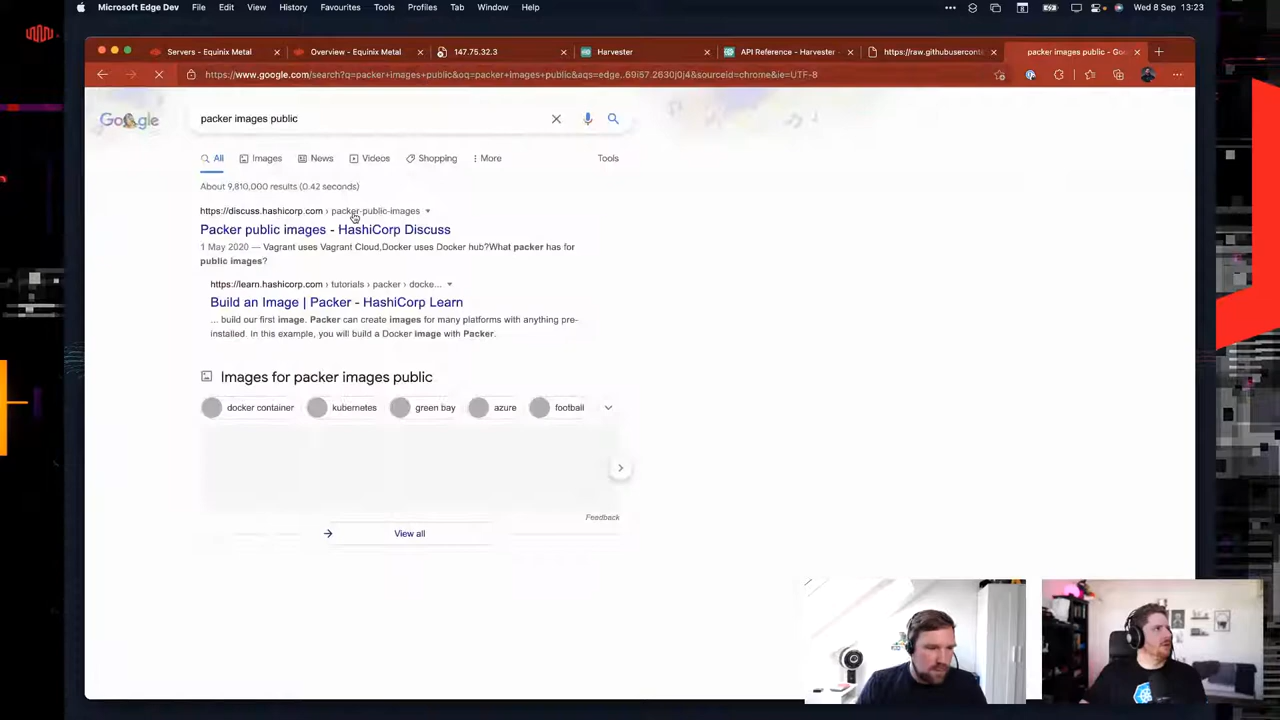 Microsoft Edge Dev File Edit View History Favourites Tools Profiles Tab Window Help Wed 8 Sep 13:23
Servers - Equinix Metal
Overview - Equinix Metal
147.75.32.3
Harvester
API Reference - Harvester
https://raw.githubusercont
packer images public - Go
https://www.google.com/search?q=packer+images+public&oq=packer+Images+public&aqs=edge..69i57.2630j0j4&sourceid=chrome&ie=UTF-8
Google
packer images public
All Images News Videos Shopping More Tools
About 9,810,000 results (0.42 seconds)
https://discuss.hashicorp.com › packer-public-images
Packer public images - HashiCorp Discuss
1 May 2020 — Vagrant uses Vagrant Cloud,Docker uses Docker hub?What packer has for
public images?
https://learn.hashicorp.com › tutorials › packer › docke...
Build an Image | Packer - HashiCorp Learn
... build our first image. Packer can create images for many platforms with anything pre-
installed. In this example, you will build a Docker image with Packer.
Images for packer images public
docker container kubernetes green bay azure football
Feedback
View all